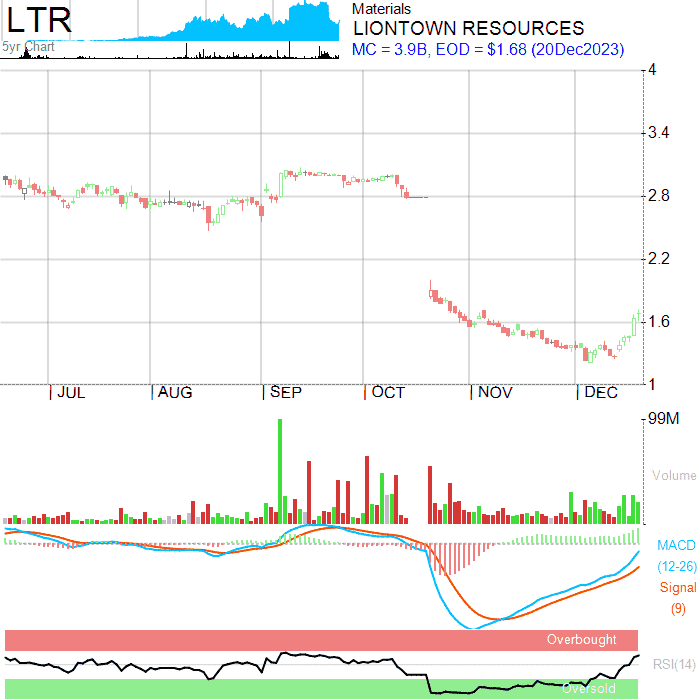 LTR
5yr Chart
Materials
LIONTOWN RESOURCES
MC = 3.9B, EOD = $1.68 (20Dec2023)
4
3.4
2.8
2.2
1.6
1
JUL
AUG
SEP
OCT
NOV
DEC
99M
Volume
MACD
(12-26)
Signal
(9)
Overbought
RSI(14)
Oversold